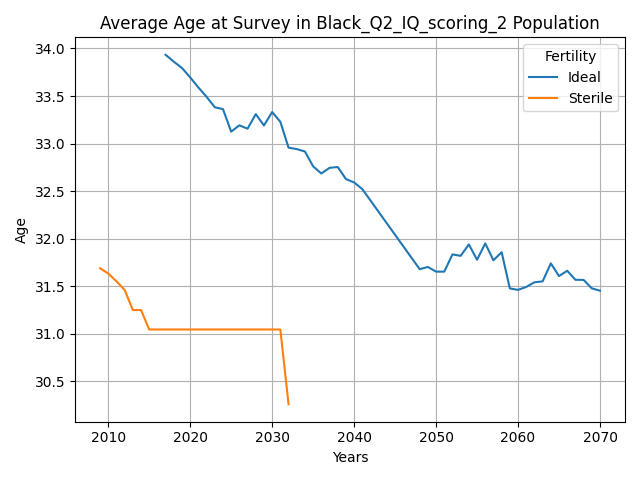 Average Age at Survey in Black_Q2_IQ_scoring_2 Population
34.0
33.5
33.0
32.5
32.0
31.5
31.0
30.5
Age
Fertility
Ideal
Sterile
2010 2020 2030 2040 2050 2060 2070
Years